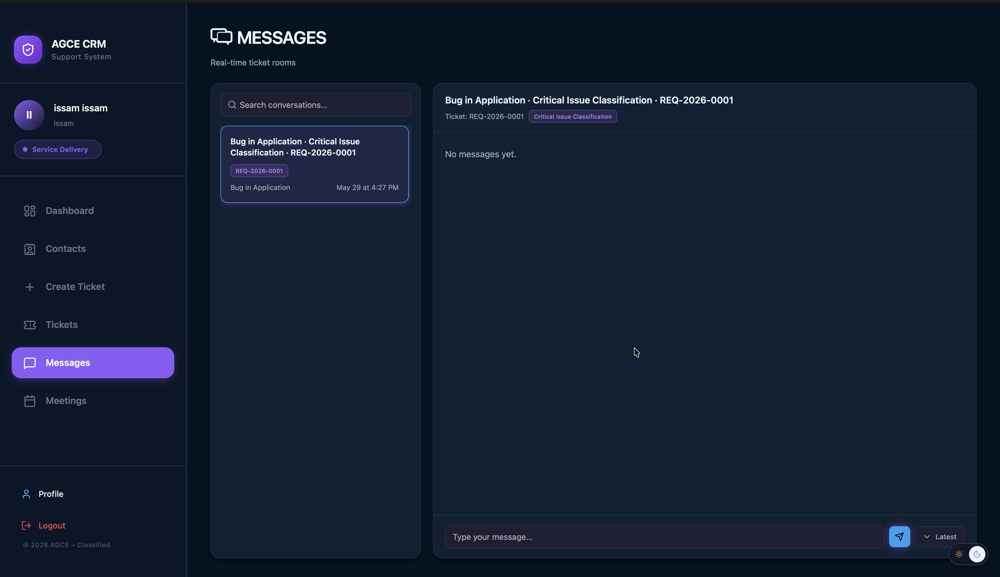 AGCE CRM
Support System
II
issam issam
issam
Service Delivery
Dashboard
Contacts
Create Ticket
Tickets
Messages
Meetings
Profile
Logout
© 2026 AGCE – Classified
MESSAGES
Real-time ticket rooms
Search conversations...
Bug in Application · Critical Issue
Classification · REQ-2026-0001
REQ-2026-0001
Bug in Application May 29 at 4:27 PM
Bug in Application · Critical Issue Classification · REQ-2026-0001
Ticket: REQ-2026-0001 Critical Issue Classification
No messages yet.
Type your message...
Latest